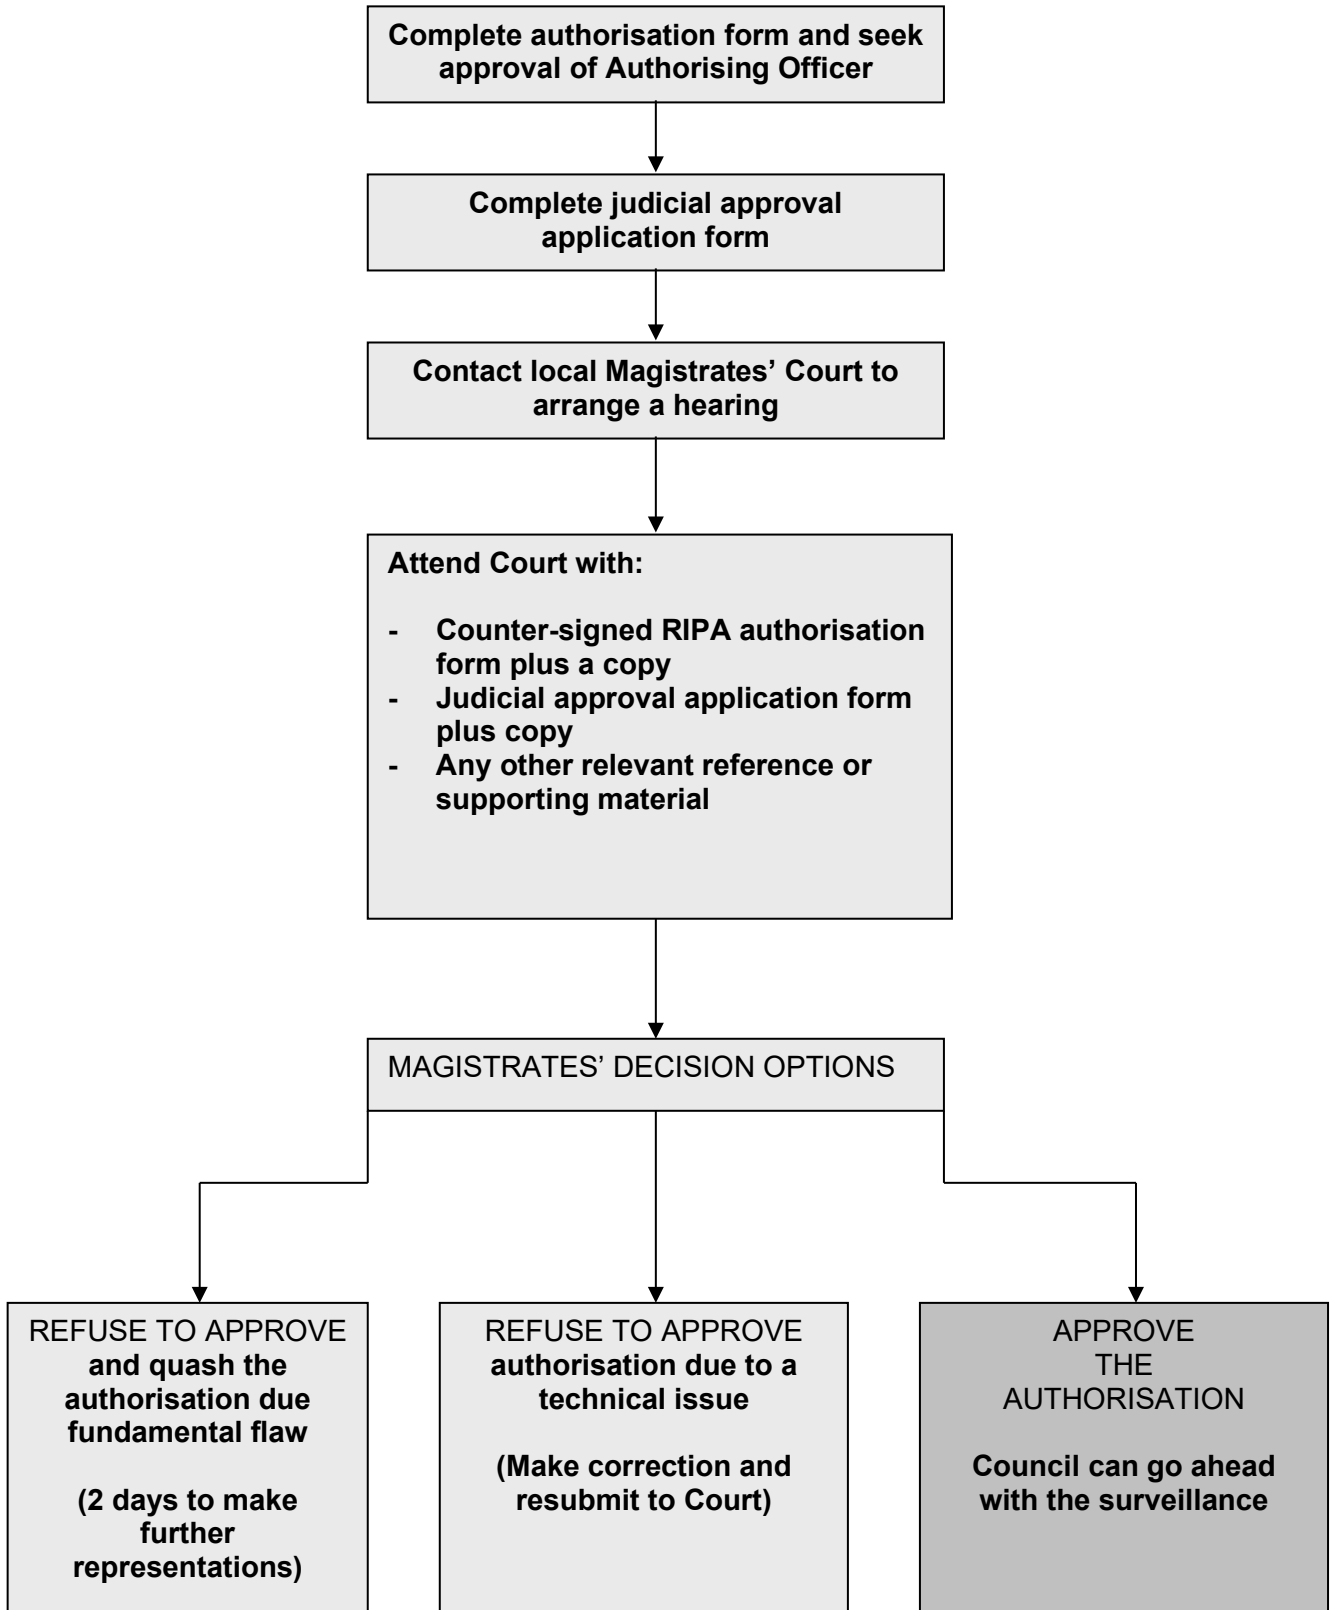 Complete authorisation form and seek
approval of Authorising Officer
Complete judicial approval
application form
Contact local Magistrates’ Court to
arrange a hearing
Attend Court with:
- Counter-signed RIPA authorisation
form plus a copy
- Judicial approval application form
plus copy
- Any other relevant reference or
supporting material
MAGISTRATES’ DECISION OPTIONS
REFUSE TO APPROVE
and quash the
authorisation due
fundamental flaw
(2 days to make
further
representations)
REFUSE TO APPROVE
authorisation due to a
technical issue
(Make correction and
resubmit to Court)
APPROVE
THE
AUTHORISATION
Council can go ahead
with the surveillance